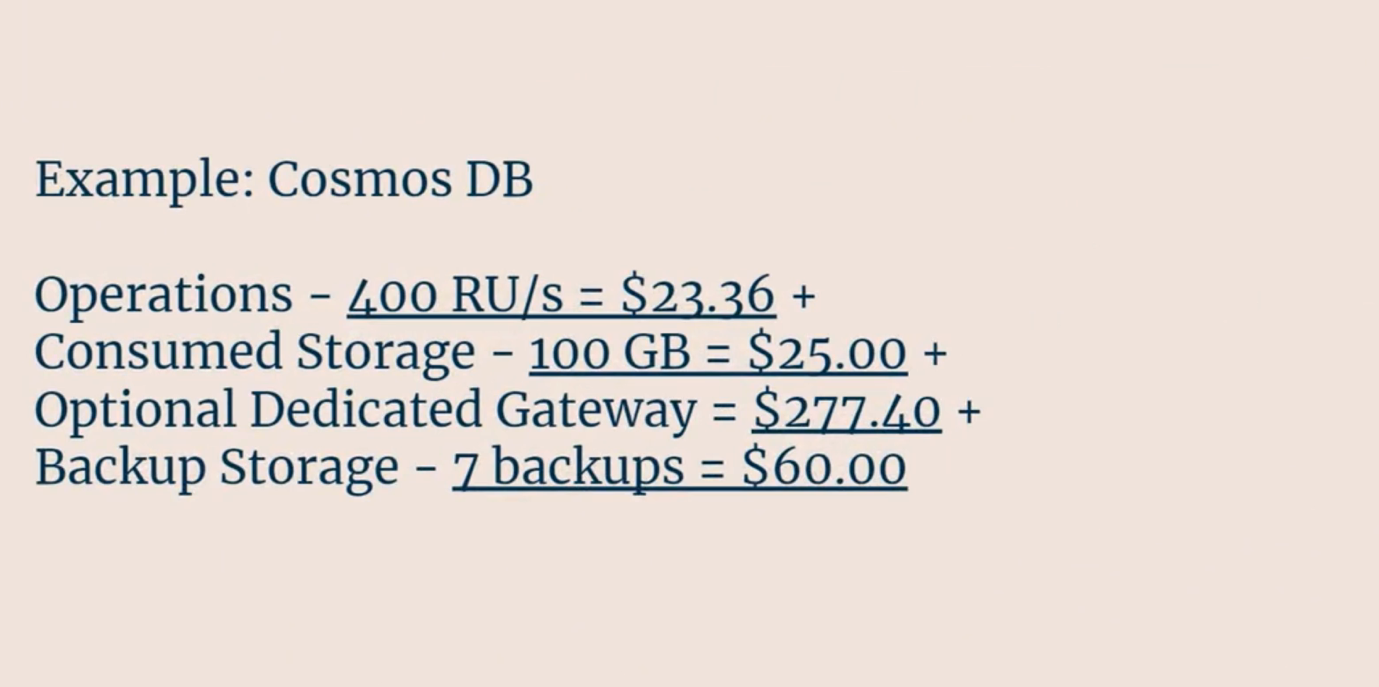 Example: Cosmos DB
Operations - 400 RU/s = $23.36 +
Consumed Storage - 100 GB = $25.00 +
Optional Dedicated Gateway = $277.40 +
Backup Storage - 7 backups = $60.00